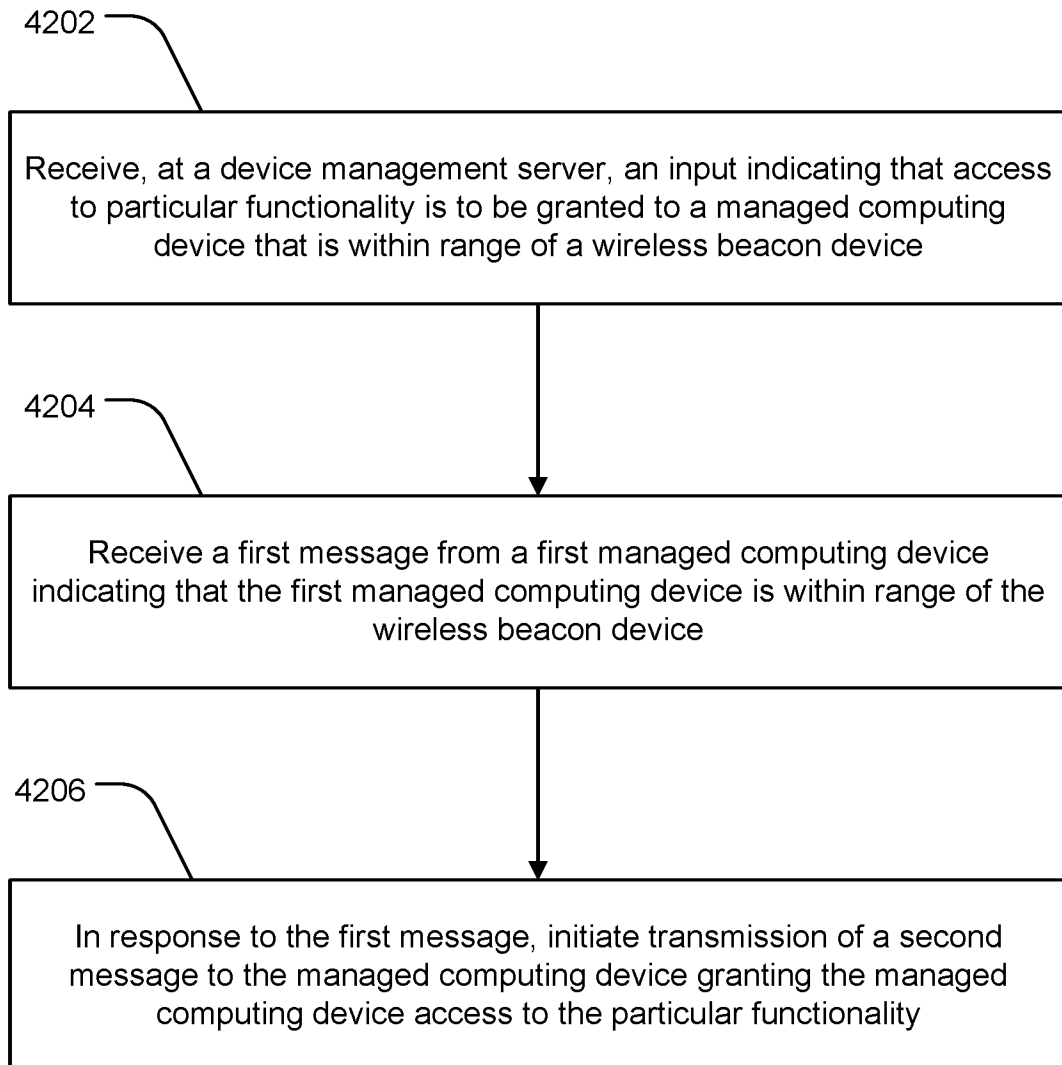 4202
Receive, at a device management server, an input indicating that access
to particular functionality is to be granted to a managed computing
device that is within range of a wireless beacon device
4204
Receive a first message from a first managed computing device
indicating that the first managed computing device is within range of the
wireless beacon device
4206
In response to the first message, initiate transmission of a second
message to the managed computing device granting the managed
computing device access to the particular functionality